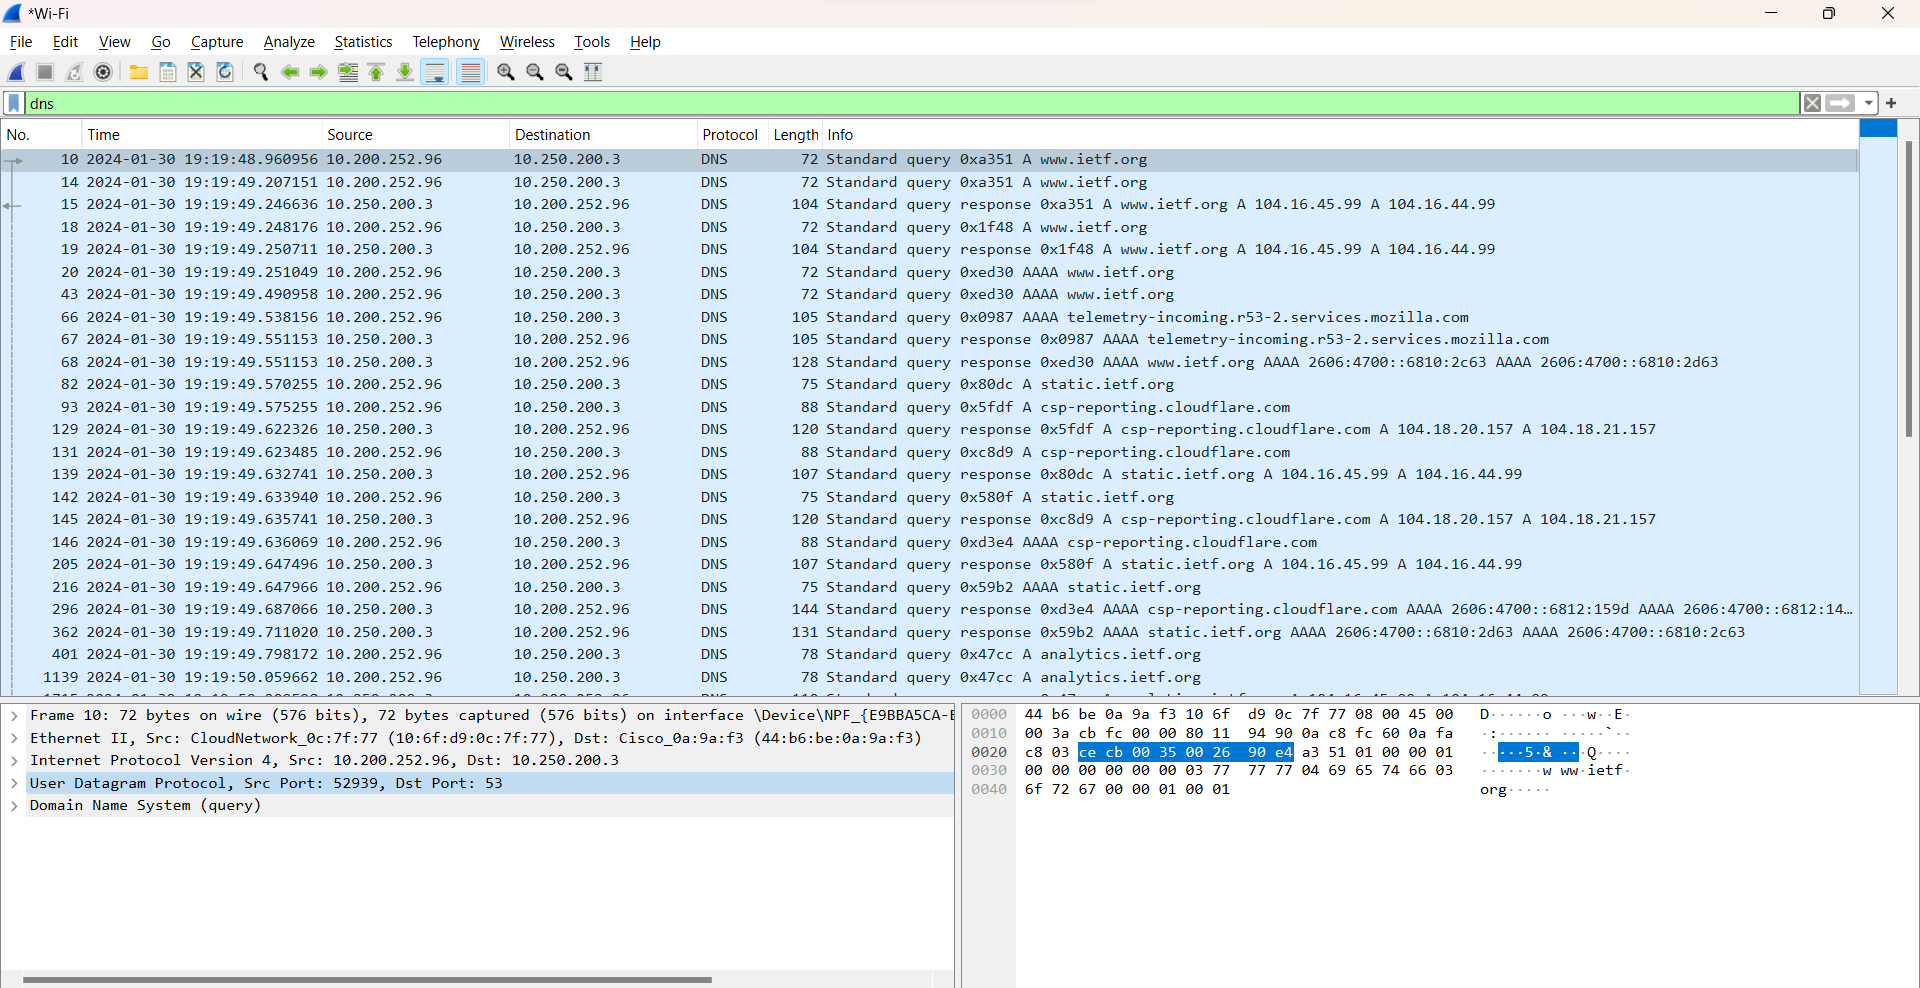 *Wi-Fi
File Edit View Go Capture Analyze Statistics Telephony Wireless Tools Help
dns
No. Time Source Destination Protocol Length Info
10 2024-01-30 19:19:48.960956 10.200.252.96 10.250.200.3 DNS 72 Standard query 0xa351 A www.ietf.org
14 2024-01-30 19:19:49.207151 10.200.252.96 10.250.200.3 DNS 72 Standard query 0xa351 A www.ietf.org
15 2024-01-30 19:19:49.246636 10.250.200.3 10.200.252.96 DNS 104 Standard query response 0xa351 A www.ietf.org A 104.16.45.99 A 104.16.44.99
18 2024-01-30 19:19:49.248176 10.200.252.96 10.250.200.3 DNS 72 Standard query 0x1f48 A www.ietf.org
19 2024-01-30 19:19:49.250711 10.250.200.3 10.200.252.96 DNS 104 Standard query response 0x1f48 A www.ietf.org A 104.16.45.99 A 104.16.44.99
20 2024-01-30 19:19:49.251049 10.200.252.96 10.250.200.3 DNS 72 Standard query 0xed30 AAAA www.ietf.org
43 2024-01-30 19:19:49.490958 10.200.252.96 10.250.200.3 DNS 72 Standard query 0xed30 AAAA www.ietf.org
66 2024-01-30 19:19:49.538156 10.200.252.96 10.250.200.3 DNS 105 Standard query 0x0987 AAAA telemetry-incoming.r53-2.services.mozilla.com
67 2024-01-30 19:19:49.551153 10.250.200.3 10.200.252.96 DNS 105 Standard query response 0x0987 AAAA telemetry-incoming.r53-2.services.mozilla.com
68 2024-01-30 19:19:49.551153 10.250.200.3 10.200.252.96 DNS 128 Standard query response 0xed30 AAAA www.ietf.org AAAA 2606:4700::6810:2c63 AAAA 2606:4700::6810:2d63
82 2024-01-30 19:19:49.570255 10.200.252.96 10.250.200.3 DNS 75 Standard query 0x80dc A static.ietf.org
93 2024-01-30 19:19:49.575255 10.200.252.96 10.250.200.3 DNS 88 Standard query 0x5fdf A csp-reporting.cloudflare.com
129 2024-01-30 19:19:49.622326 10.250.200.3 10.200.252.96 DNS 120 Standard query response 0x5fdf A csp-reporting.cloudflare.com A 104.18.20.157 A 104.18.21.157
131 2024-01-30 19:19:49.623485 10.200.252.96 10.250.200.3 DNS 88 Standard query 0xc8d9 A csp-reporting.cloudflare.com
139 2024-01-30 19:19:49.632741 10.250.200.3 10.200.252.96 DNS 107 Standard query response 0x80dc A static.ietf.org A 104.16.45.99 A 104.16.44.99
142 2024-01-30 19:19:49.633940 10.200.252.96 10.250.200.3 DNS 75 Standard query 0x580f A static.ietf.org
145 2024-01-30 19:19:49.635741 10.250.200.3 10.200.252.96 DNS 120 Standard query response 0xc8d9 A csp-reporting.cloudflare.com A 104.18.20.157 A 104.18.21.157
146 2024-01-30 19:19:49.636069 10.200.252.96 10.250.200.3 DNS 88 Standard query 0xd3e4 AAAA csp-reporting.cloudflare.com
205 2024-01-30 19:19:49.647496 10.250.200.3 10.200.252.96 DNS 107 Standard query response 0x580f A static.ietf.org A 104.16.45.99 A 104.16.44.99
216 2024-01-30 19:19:49.647966 10.200.252.96 10.250.200.3 DNS 75 Standard query 0x59b2 AAAA static.ietf.org
296 2024-01-30 19:19:49.687066 10.250.200.3 10.200.252.96 DNS 144 Standard query response 0xd3e4 AAAA csp-reporting.cloudflare.com AAAA 2606:4700::6812:159d AAAA 2606:4700::6812:14…
362 2024-01-30 19:19:49.711020 10.250.200.3 10.200.252.96 DNS 131 Standard query response 0x59b2 AAAA static.ietf.org AAAA 2606:4700::6810:2d63 AAAA 2606:4700::6810:2c63
401 2024-01-30 19:19:49.798172 10.200.252.96 10.250.200.3 DNS 78 Standard query 0x47cc A analytics.ietf.org
1139 2024-01-30 19:19:50.059662 10.200.252.96 10.250.200.3 DNS 78 Standard query 0x47cc A analytics.ietf.org
Frame 10: 72 bytes on wire (576 bits), 72 bytes captured (576 bits) on interface \Device\NPF_{E9BBA5CA-E
Ethernet II, Src: CloudNetwork_0c:7f:77 (10:6f:d9:0c:7f:77), Dst: Cisco_0a:9a:f3 (44:b6:be:0a:9a:f3)
Internet Protocol Version 4, Src: 10.200.252.96, Dst: 10.250.200.3
User Datagram Protocol, Src Port: 52939, Dst Port: 53
Domain Name System (query)
0000 44 b6 be 0a 9a f3 10 6f d9 0c 7f 77 08 00 45 00 D······o ···w··E·
0010 00 3a cb fc 00 00 80 11 94 90 0a c8 fc 60 0a fa ·:······ ·····`··
0020 c8 03 ce cb 00 35 00 26 90 e4 a3 51 01 00 00 01 ·····5·& ···Q····
0030 00 00 00 00 00 00 03 77 77 77 04 69 65 74 66 03 ·······w ww·ietf·
0040 6f 72 67 00 00 01 00 01 org·····